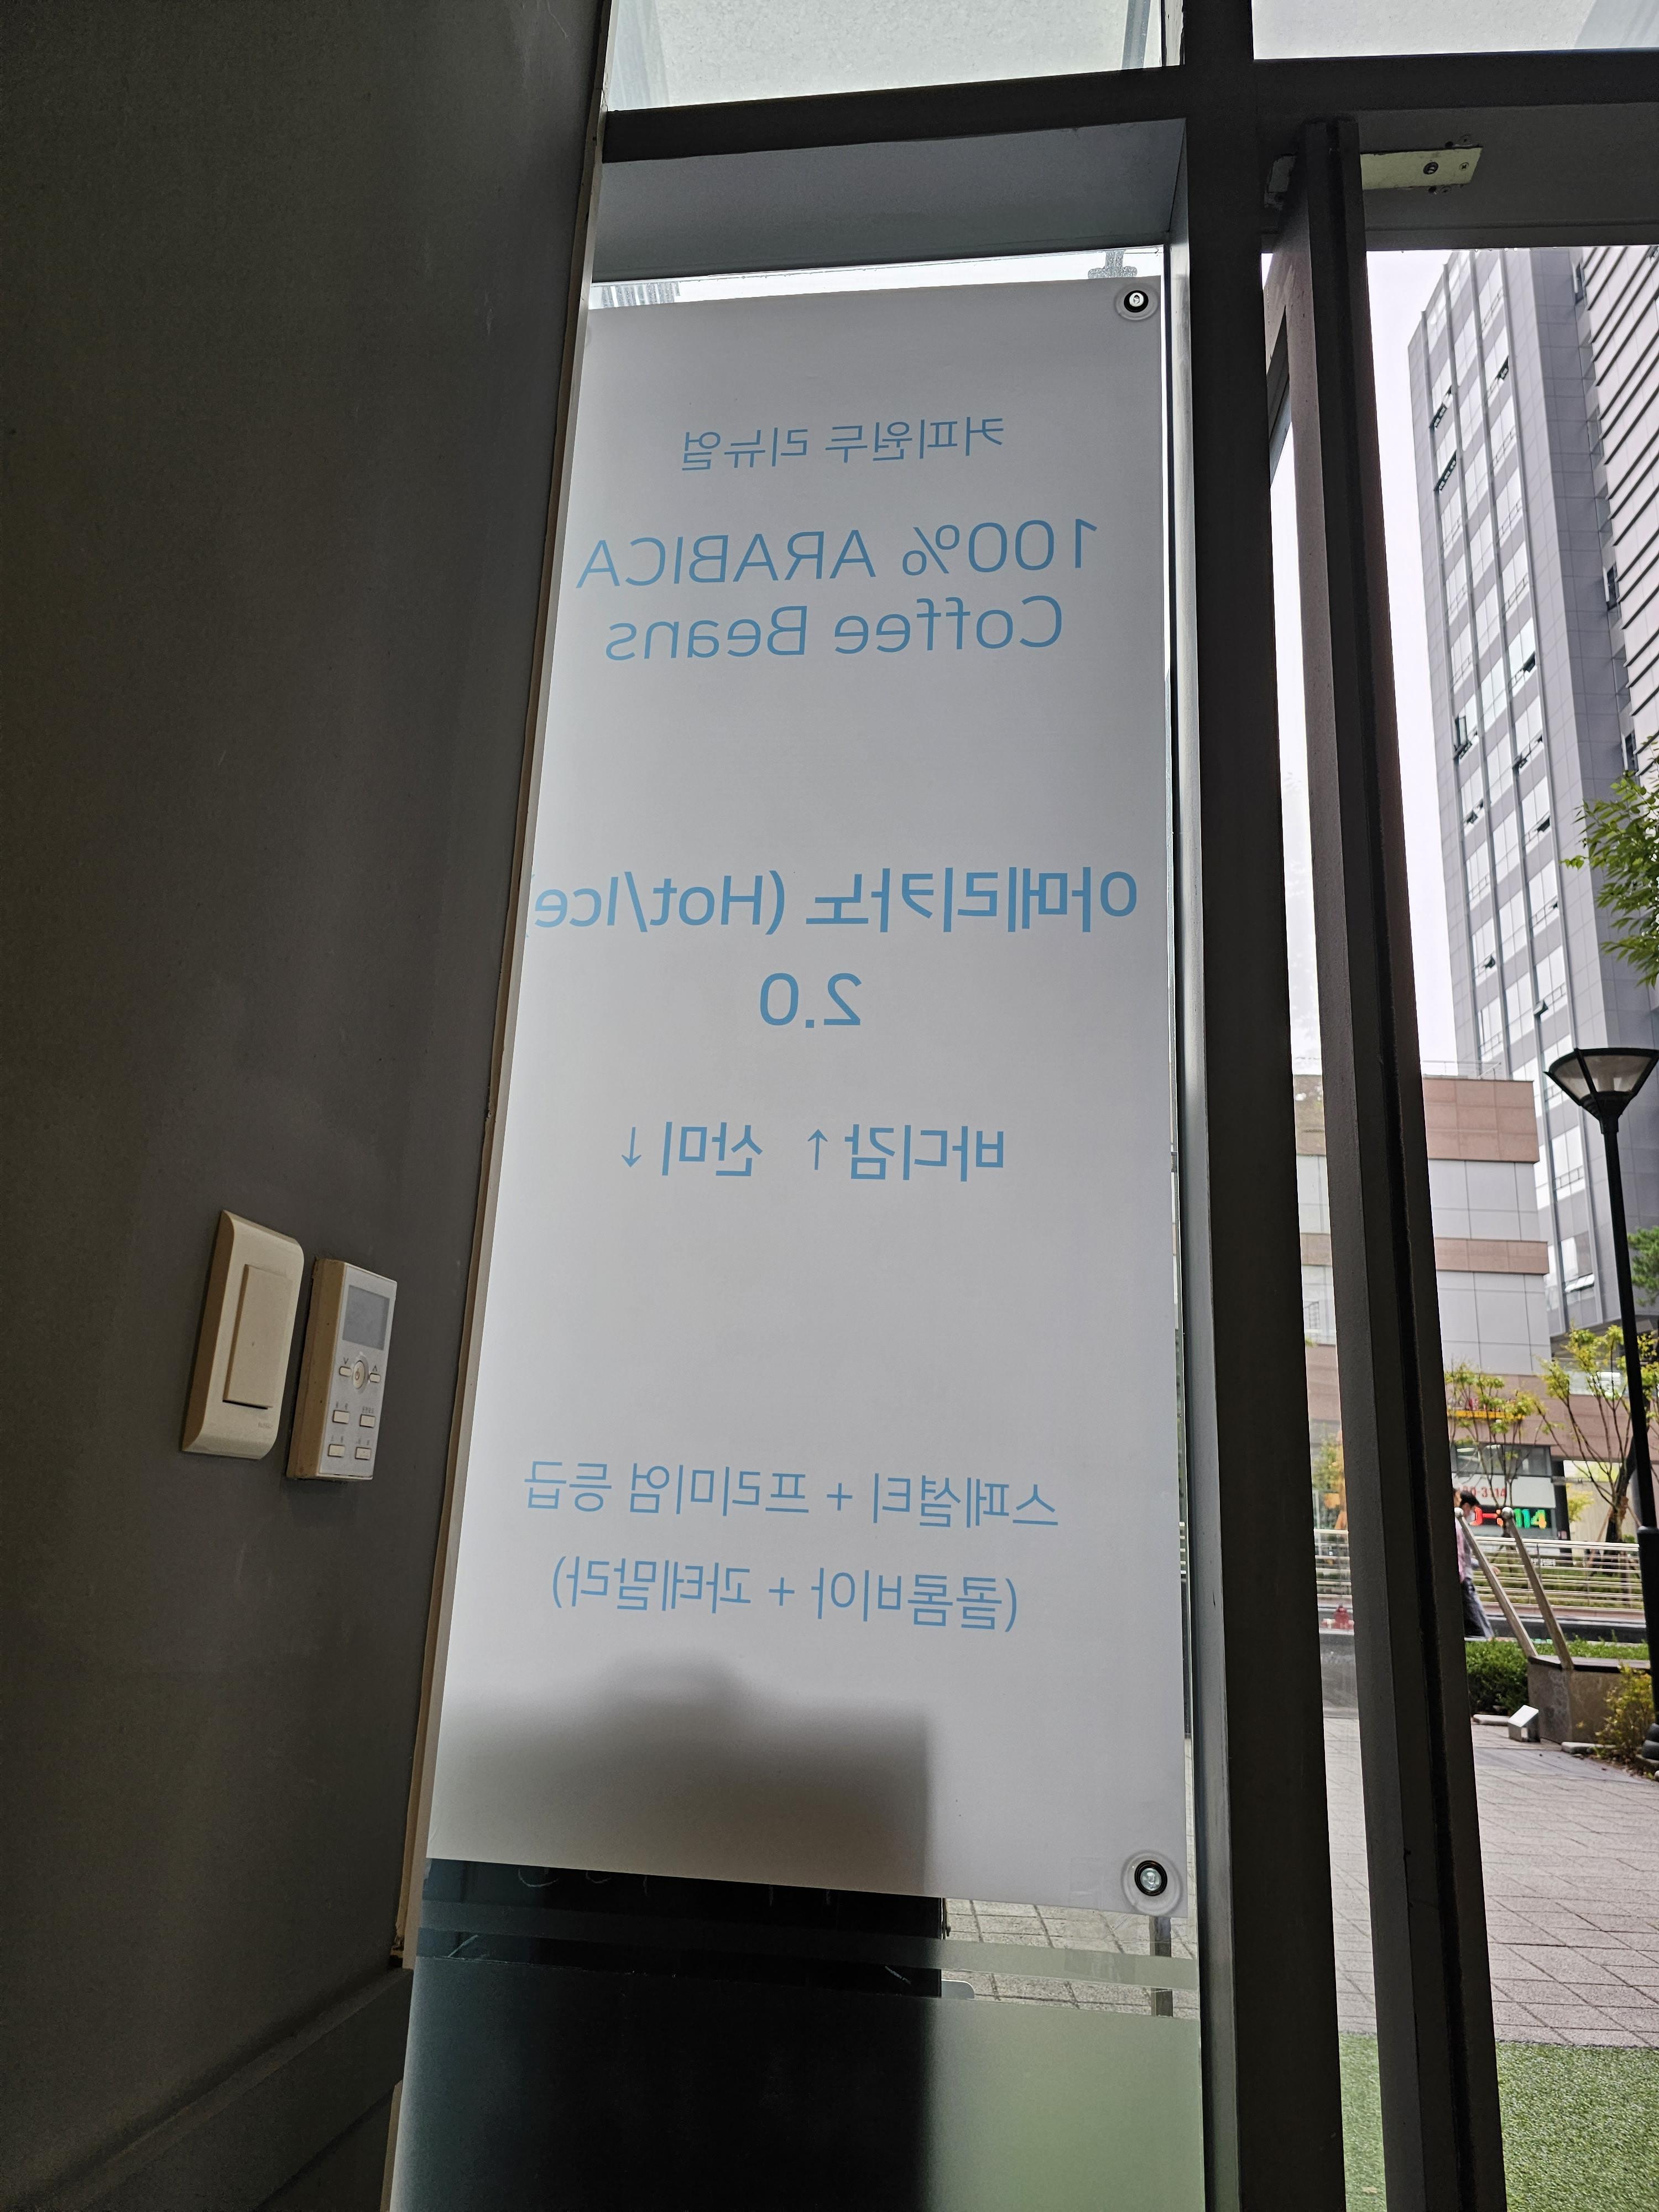 커피원두 리뉴얼
100% ARABICA
Coffee Beans
아메리카노 (Hot/Ice)
2.0
바디감↑ 산미↓
스페셜티 + 프리미엄 등급
(콜롬비아 + 과테말라)